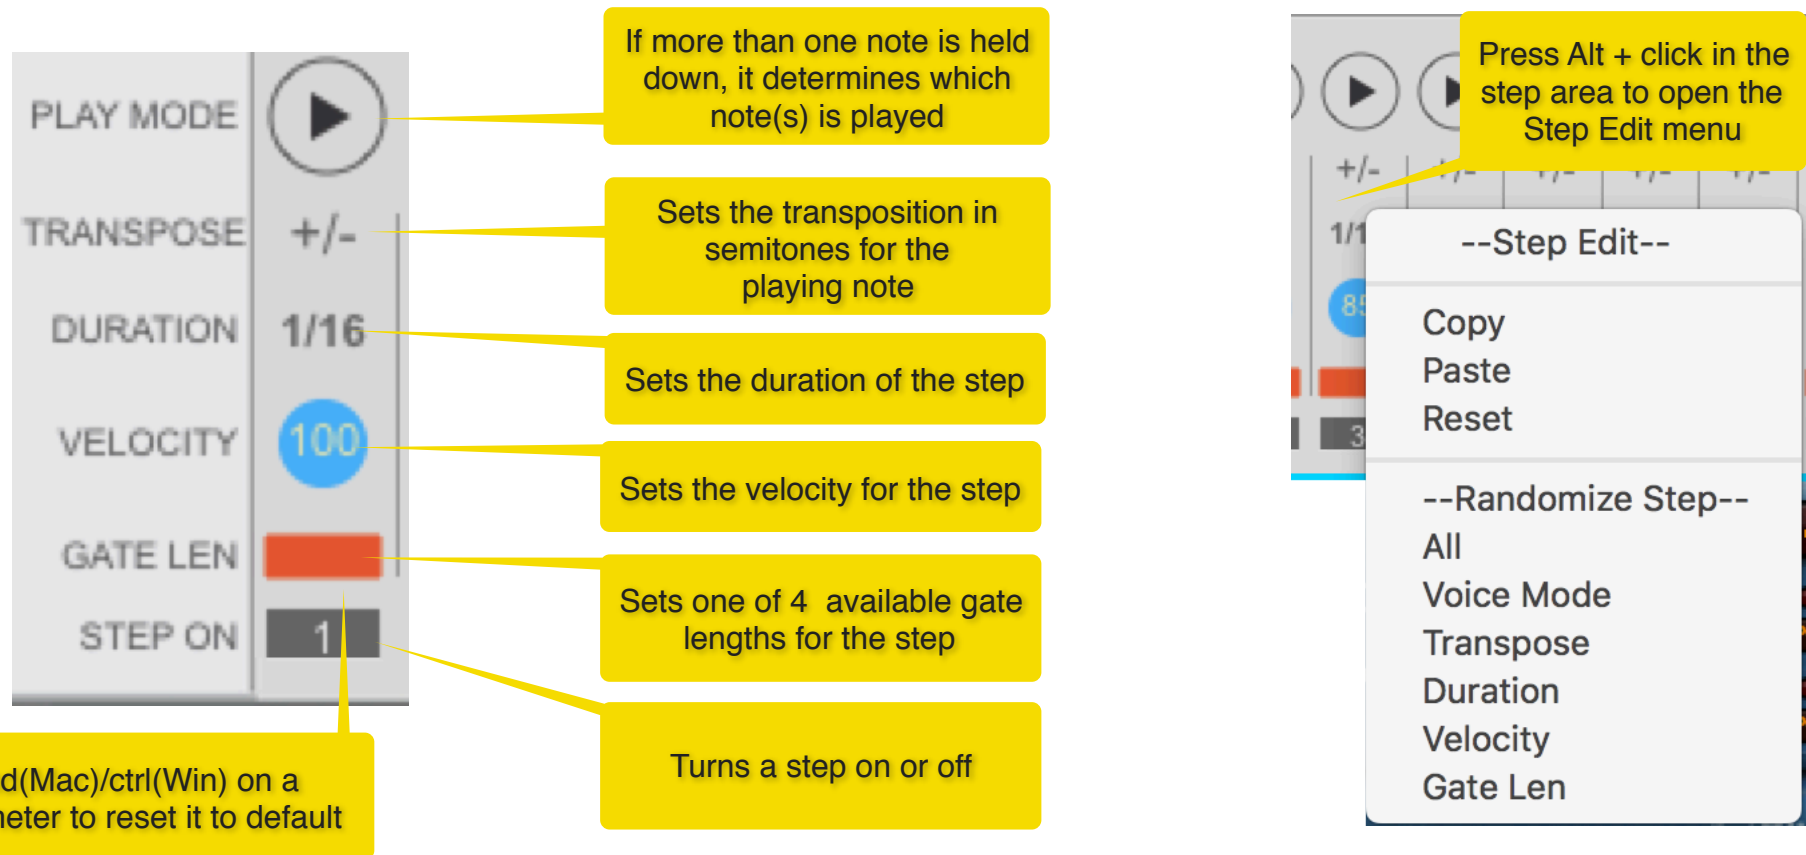 PLAY MODE
TRANSPOSE
+/-
DURATION
1/16
VELOCITY
100
GATE LEN
STEP ON
1
If more than one note is held
down, it determines which
note(s) is played
Sets the transposition in
semitones for the
playing note
Sets the duration of the step
Sets the velocity for the step
Sets one of 4 available gate
lengths for the step
Turns a step on or off
(Mac)/ctrl(Win) on a
to reset it to default
Press Alt + click in the
step area to open the
Step Edit menu
+/- +/- +/- +/- +/-
85
3
--Step Edit--
Copy
Paste
Reset
--Randomize Step--
All
Voice Mode
Transpose
Duration
Velocity
Gate Len